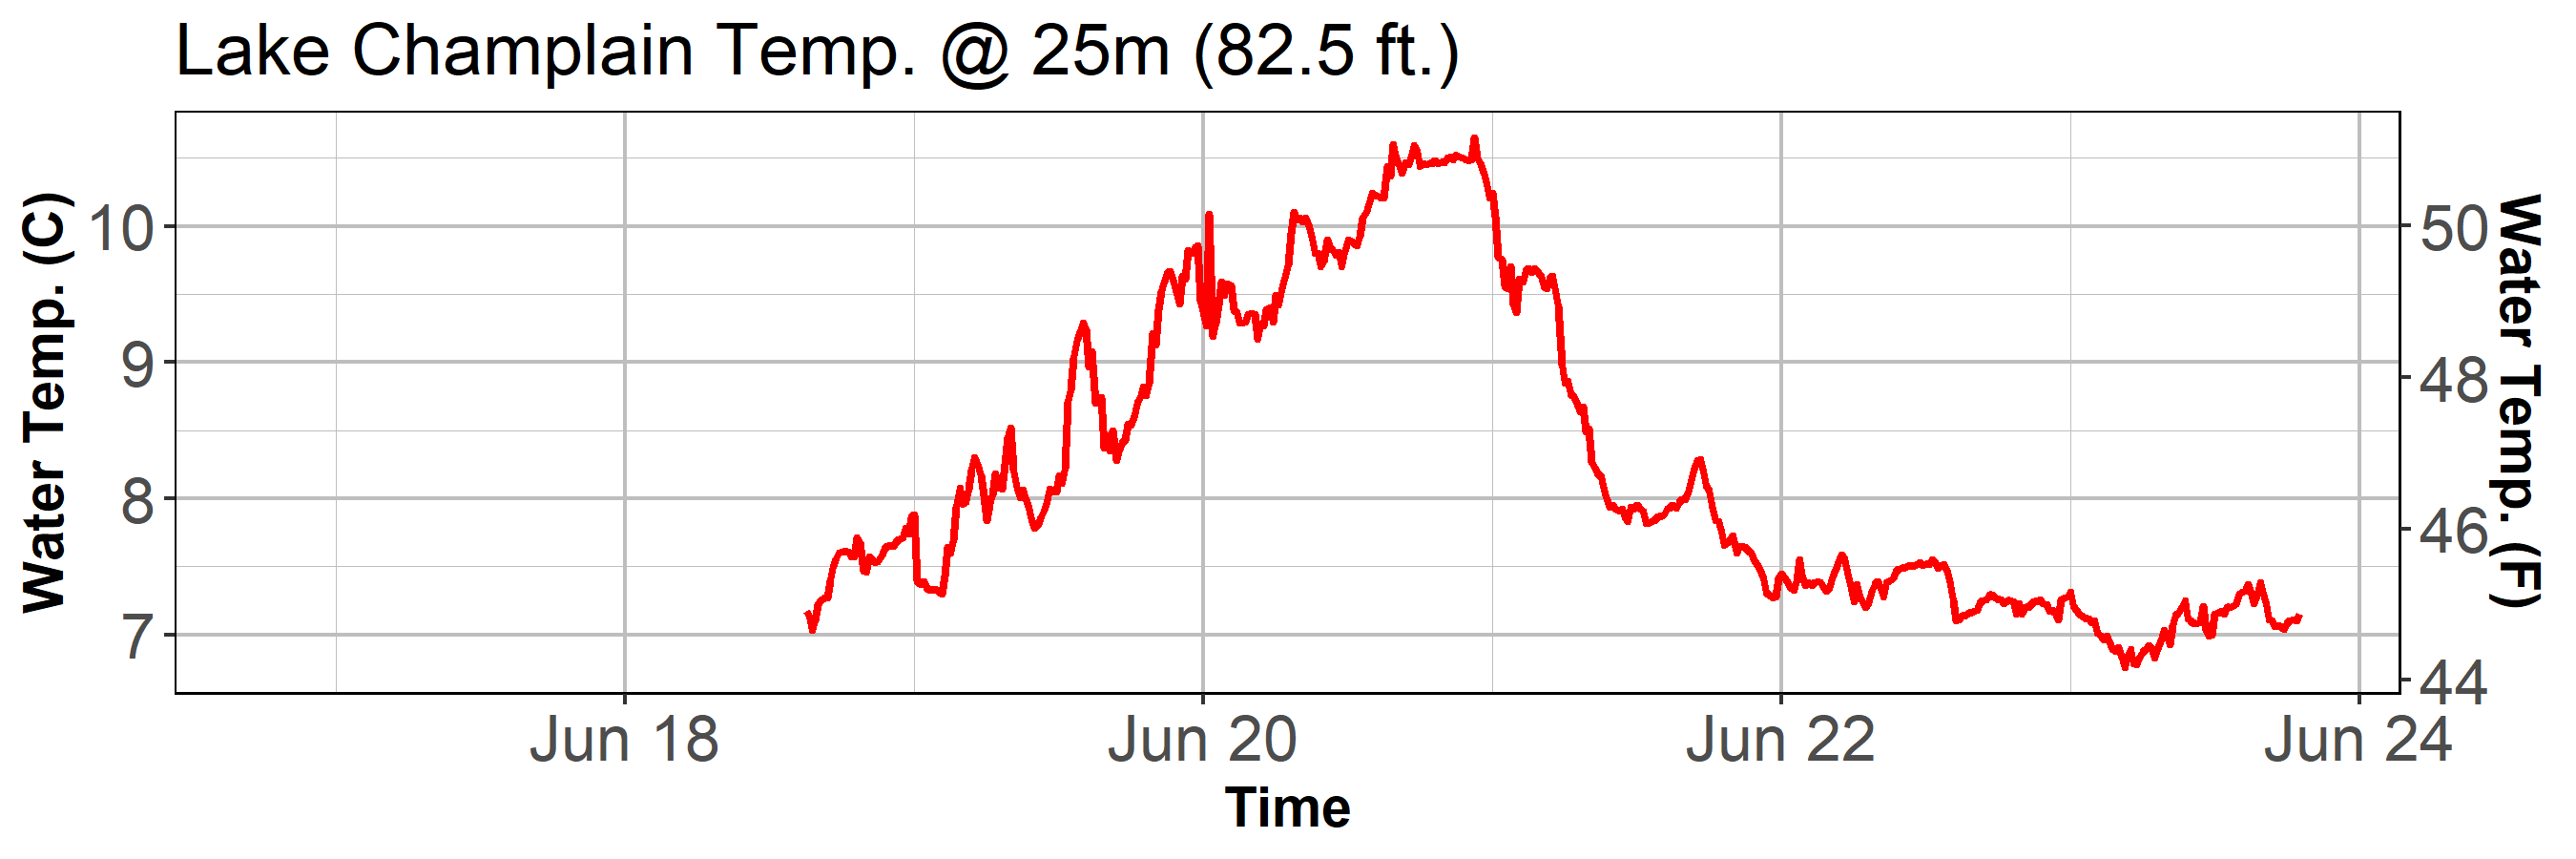 Lake Champlain Temp. @ 25m (82.5 ft.)
Water Temp. (C)
10
9
8
7
50
48
46
44
Water Temp. (F)
Jun 18
Jun 20
Jun 22
Jun 24
Time